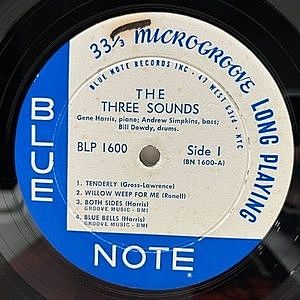 33⅓ MICROGROOVE LONG PLAYING
BLUE NOTE RECORDS INC · 47 WEST 63rd · NYC
THE
THREE SOUNDS
Gene Harris, piano; Andrew Simpkins, bass;
Bill Dowdy, drums.
BLP 1600 Side 1
(BN 1600-A)
1. TENDERLY (Gross-Lawrence)
2. WILLOW WEEP FOR ME (Ronell)
3. BOTH SIDES (Harris)
GROOVE MUSIC - BMI
4. BLUE BELLS (Harris)
GROOVE MUSIC - BMI
BLUE
NOTE
®